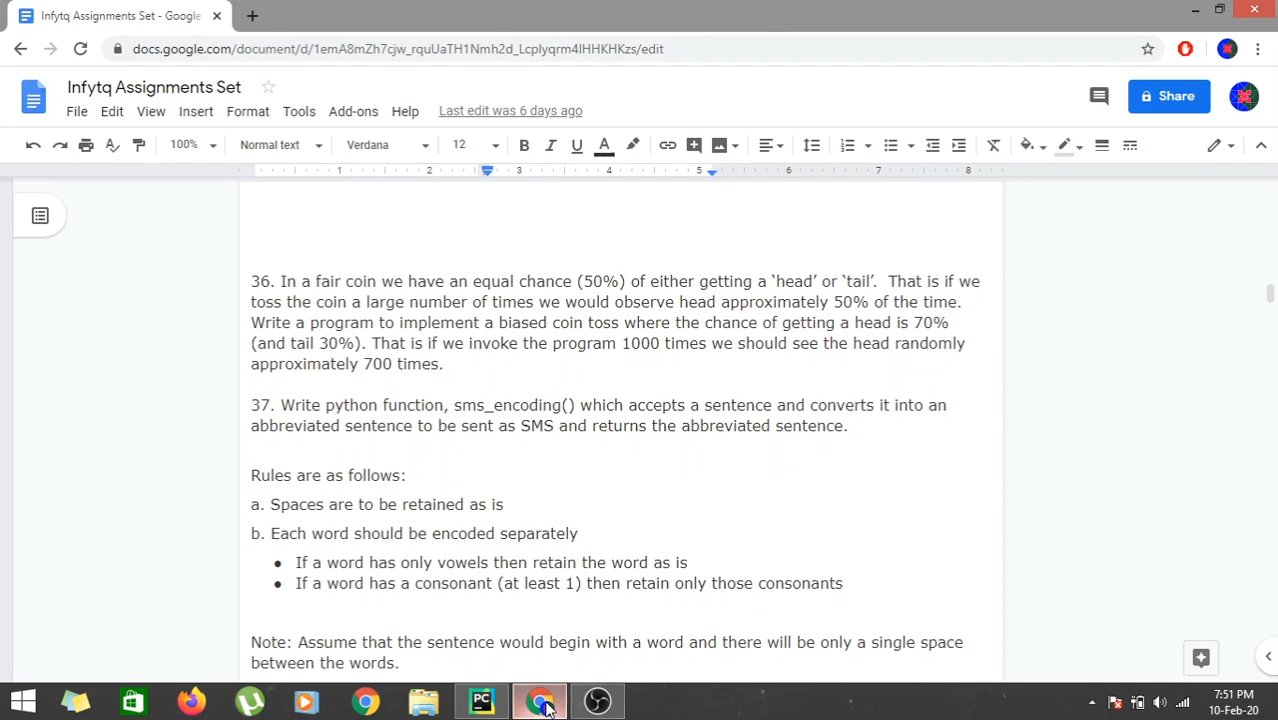 Infytq Assignments Set - Google
docs.google.com/document/d/1emA8mZh7cjw_rquUaTH1Nmh2d_Lcplyqrm4lHHKHKzs/edit
Infytq Assignments Set
File Edit View Insert Format Tools Add-ons Help Last edit was 6 days ago
Share
100% Normal text Verdana 12 B I U A
1 2 3 4 5 6 7 8
36. In a fair coin we have an equal chance (50%) of either getting a ‘head’ or ‘tail’. That is if we
toss the coin a large number of times we would observe head approximately 50% of the time.
Write a program to implement a biased coin toss where the chance of getting a head is 70%
(and tail 30%). That is if we invoke the program 1000 times we should see the head randomly
approximately 700 times.
37. Write python function, sms_encoding() which accepts a sentence and converts it into an
abbreviated sentence to be sent as SMS and returns the abbreviated sentence.
Rules are as follows:
a. Spaces are to be retained as is
b. Each word should be encoded separately
● If a word has only vowels then retain the word as is
● If a word has a consonant (at least 1) then retain only those consonants
Note: Assume that the sentence would begin with a word and there will be only a single space
between the words.
PC
7:51 PM
10-Feb-20